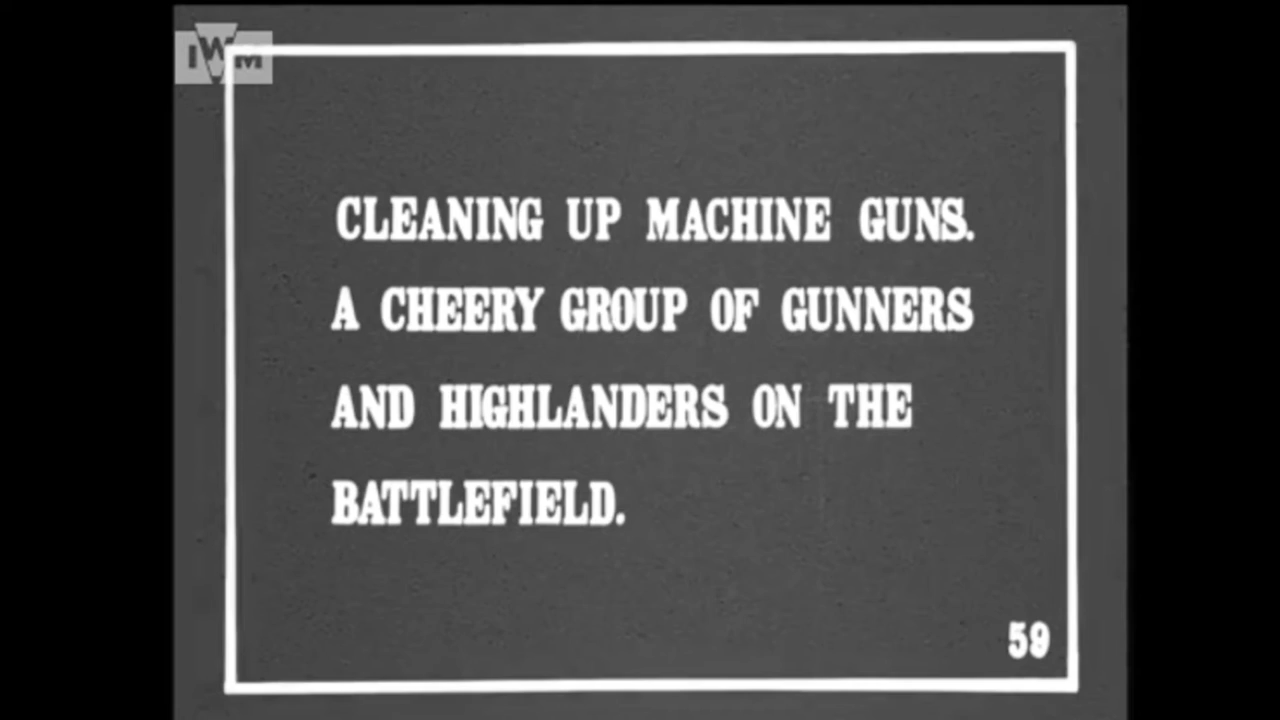 IWM
CLEANING UP MACHINE GUNS.
A CHEERY GROUP OF GUNNERS
AND HIGHLANDERS ON THE
BATTLEFIELD.
59